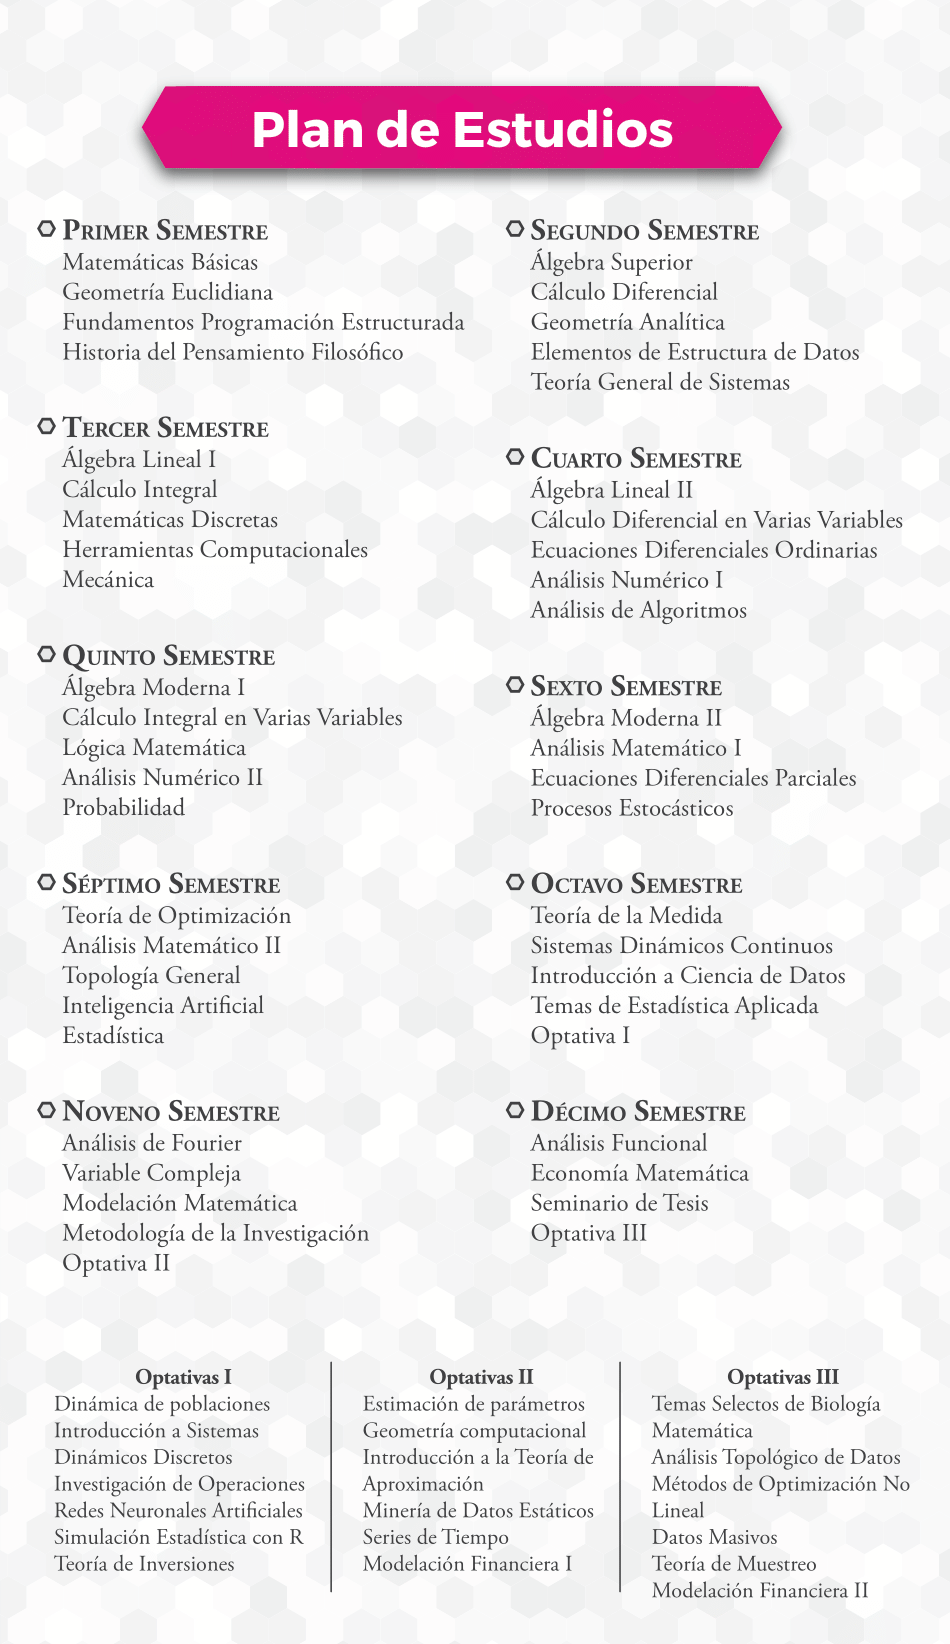 Plan de Estudios
Primer Semestre
Matemáticas Básicas
Geometría Euclidiana
Fundamentos Programación Estructurada
Historia del Pensamiento Filosófico
Segundo Semestre
Álgebra Superior
Cálculo Diferencial
Geometría Analítica
Elementos de Estructura de Datos
Teoría General de Sistemas
Tercer Semestre
Álgebra Lineal I
Cálculo Integral
Matemáticas Discretas
Herramientas Computacionales
Mecánica
Cuarto Semestre
Álgebra Lineal II
Cálculo Diferencial en Varias Variables
Ecuaciones Diferenciales Ordinarias
Análisis Numérico I
Análisis de Algoritmos
Quinto Semestre
Álgebra Moderna I
Cálculo Integral en Varias Variables
Lógica Matemática
Análisis Numérico II
Probabilidad
Sexto Semestre
Álgebra Moderna II
Análisis Matemático I
Ecuaciones Diferenciales Parciales
Procesos Estocásticos
Séptimo Semestre
Teoría de Optimización
Análisis Matemático II
Topología General
Inteligencia Artificial
Estadística
Octavo Semestre
Teoría de la Medida
Sistemas Dinámicos Continuos
Introducción a Ciencia de Datos
Temas de Estadística Aplicada
Optativa I
Noveno Semestre
Análisis de Fourier
Variable Compleja
Modelación Matemática
Metodología de la Investigación
Optativa II
Décimo Semestre
Análisis Funcional
Economía Matemática
Seminario de Tesis
Optativa III
Optativas I
Dinámica de poblaciones
Introducción a Sistemas
Dinámicos Discretos
Investigación de Operaciones
Redes Neuronales Artificiales
Simulación Estadística con R
Teoría de Inversiones
Optativas II
Estimación de parámetros
Geometría computacional
Introducción a la Teoría de
Aproximación
Minería de Datos Estáticos
Series de Tiempo
Modelación Financiera I
Optativas III
Temas Selectos de Biología
Matemática
Análisis Topológico de Datos
Métodos de Optimización No
Lineal
Datos Masivos
Teoría de Muestreo
Modelación Financiera II